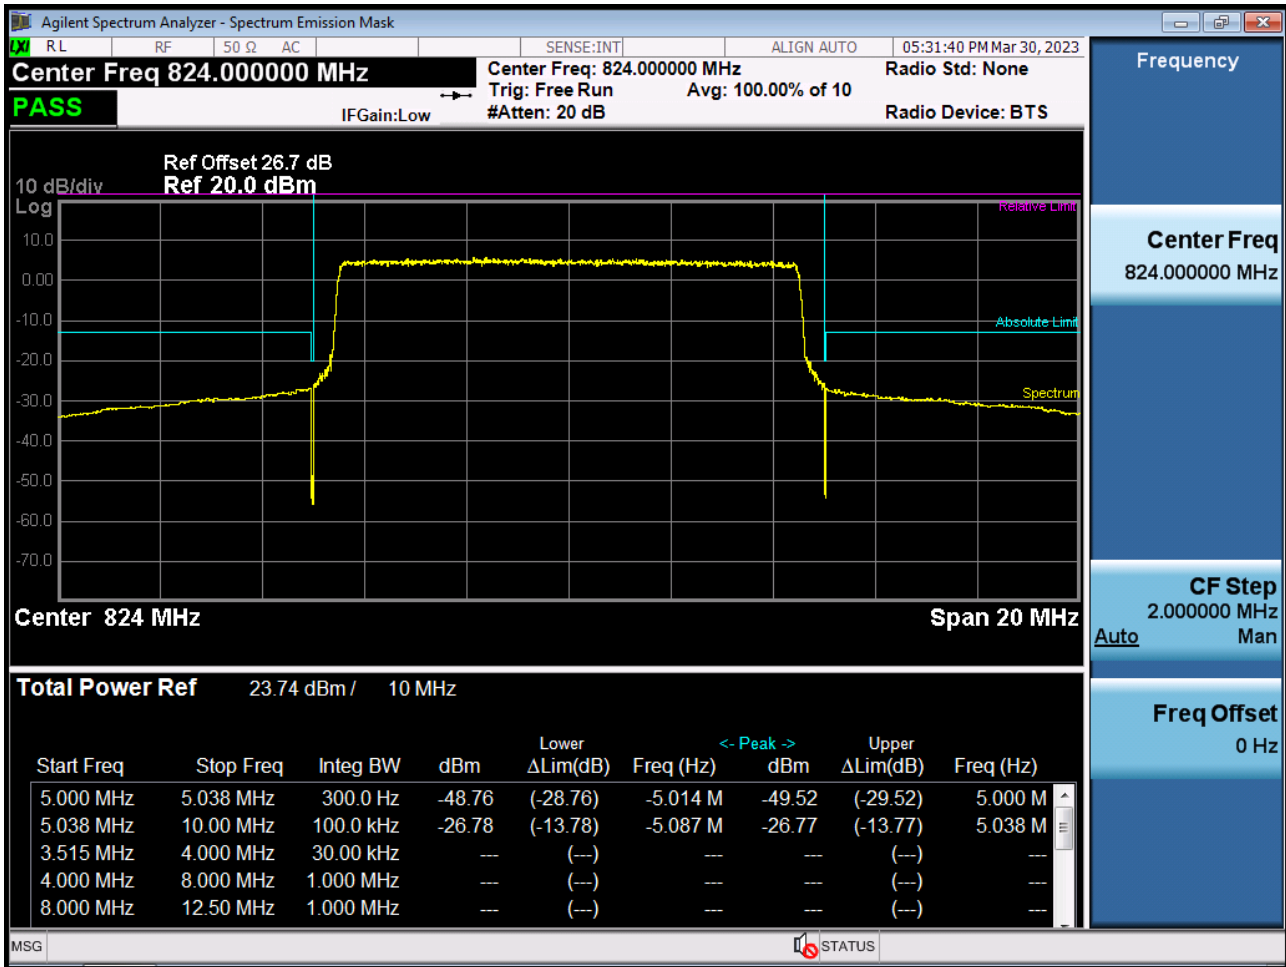 Agilent Spectrum Analyzer - Spectrum Emission Mask
LXI RL RF 50 Ω AC SENSE:INT ALIGN AUTO 05:31:40 PM Mar 30, 2023
Center Freq 824.000000 MHz Center Freq: 824.000000 MHz Radio Std: None
Trig: Free Run Avg: 100.00% of 10
PASS IFGain:Low #Atten: 20 dB Radio Device: BTS
Ref Offset 26.7 dB
10 dB/div Ref 20.0 dBm
Log
Relative Limit
10.0
0.00
-10.0
Absolute Limit
-20.0
-30.0
Spectrum
-40.0
-50.0
-60.0
-70.0
Center 824 MHz Span 20 MHz
Total Power Ref 23.74 dBm / 10 MHz
Lower <- Peak -> Upper
Start Freq Stop Freq Integ BW dBm ΔLim(dB) Freq (Hz) dBm ΔLim(dB) Freq (Hz)
5.000 MHz 5.038 MHz 300.0 Hz -48.76 (-28.76) -5.014 M -49.52 (-29.52) 5.000 M
5.038 MHz 10.00 MHz 100.0 kHz -26.78 (-13.78) -5.087 M -26.77 (-13.77) 5.038 M
3.515 MHz 4.000 MHz 30.00 kHz --- (---) --- --- (---) ---
4.000 MHz 8.000 MHz 1.000 MHz --- (---) --- --- (---) ---
8.000 MHz 12.50 MHz 1.000 MHz --- (---) --- --- (---) ---
MSG STATUS
Frequency
Center Freq
824.000000 MHz
CF Step
2.000000 MHz
Auto Man
Freq Offset
0 Hz